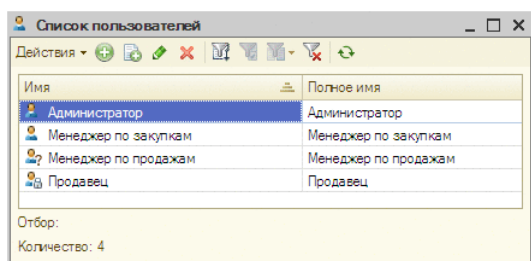 Список пользователей
Действия
Имя Полное имя
Администратор Администратор
Менеджер по закупкам Менеджер по закупкам
Менеджер по продажам Менеджер по продажам
Продавец Продавец
Отбор:
Количество: 4